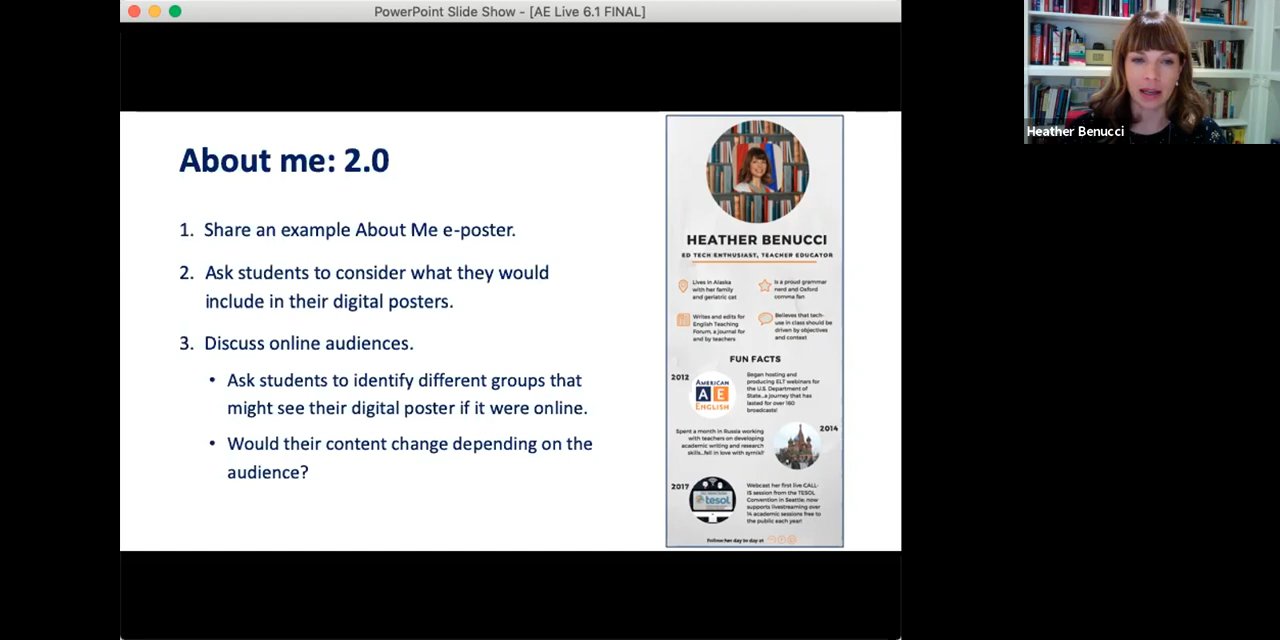 PowerPoint Slide Show - [AE Live 6.1 FINAL]
Heather Benucci
About me: 2.0
1. Share an example About Me e-poster.
2. Ask students to consider what they would
include in their digital posters.
3. Discuss online audiences.
• Ask students to identify different groups that
might see their digital poster if it were online.
• Would their content change depending on the
audience?
HEATHER BENUCCI
ED TECH ENTHUSIAST, TEACHER EDUCATOR
Lives in Alaska
with her family
and geriatric cat
Is a proud grammar
nerd and Oxford
comma fan
Writes and edits for
English Teaching
Forum, a journal for
and by teachers
Believes that tech-
use in class should be
driven by objectives
and context
FUN FACTS
2012
AMERICAN
AE
ENGLISH
Began hosting and
producing ELT webinars for
the U.S. Department of
State...a journey that has
lasted for over 160
broadcasts!
Spent a month in Russia working
with teachers on developing
academic writing and research
skills...fell in love with syrniki!
2014
2017
tesol
Webcast her first live CALL-
IS session from the TESOL
Convention in Seattle; now
supports livestreaming over
14 academic sessions free to
the public each year!
Follow her day to day at